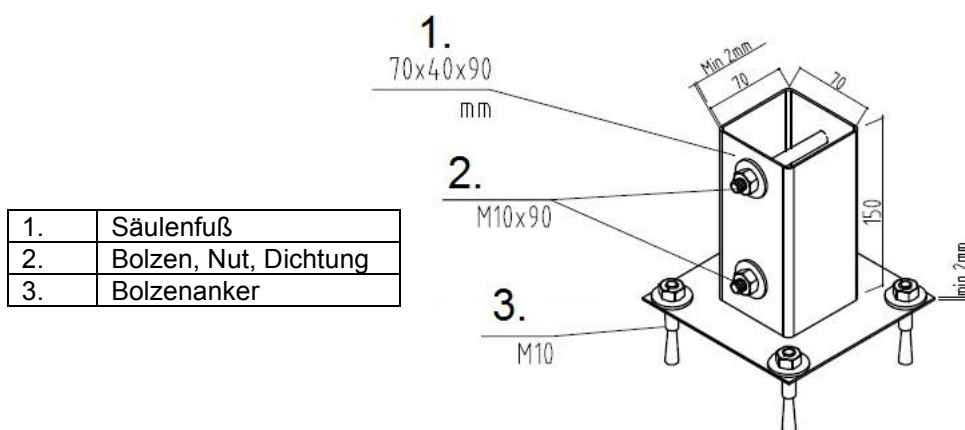 1.
70x40x90
mm
Min 2mm
70
70
2.
M10x90
150
min 2mm
3.
M10
1. Säulenfuß
2. Bolzen, Nut, Dichtung
3. Bolzenanker